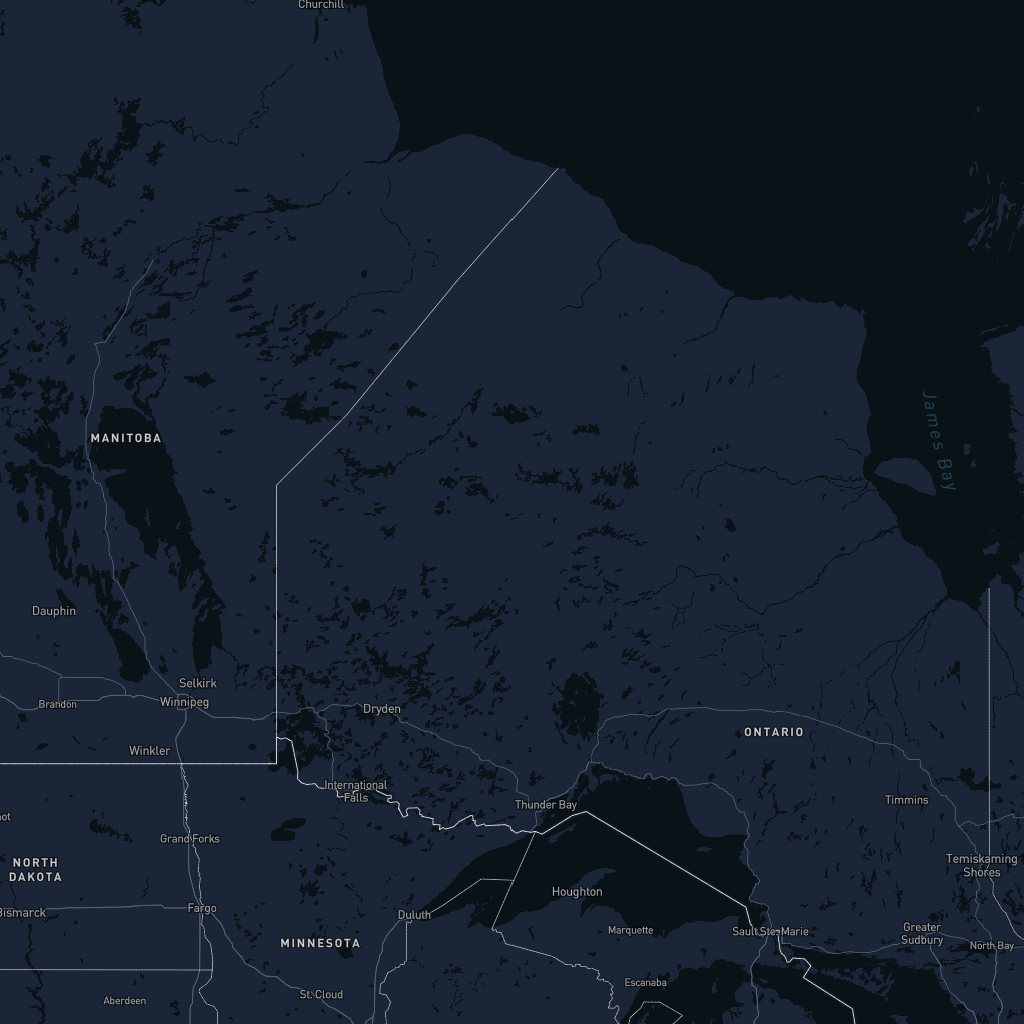 Churchill
James Bay
MANITOBA
Dauphin
Selkirk
Winnipeg
Brandon
Dryden
ONTARIO
Winkler
International
Falls
Thunder Bay
Timmins
ot
Grand Forks
NORTH
DAKOTA
Temiskaming
Shores
Houghton
Bismarck
Fargo
Duluth
Marquette
Sault Ste. Marie
Greater
Sudbury
North Bay
MINNESOTA
Escanaba
St. Cloud
Aberdeen